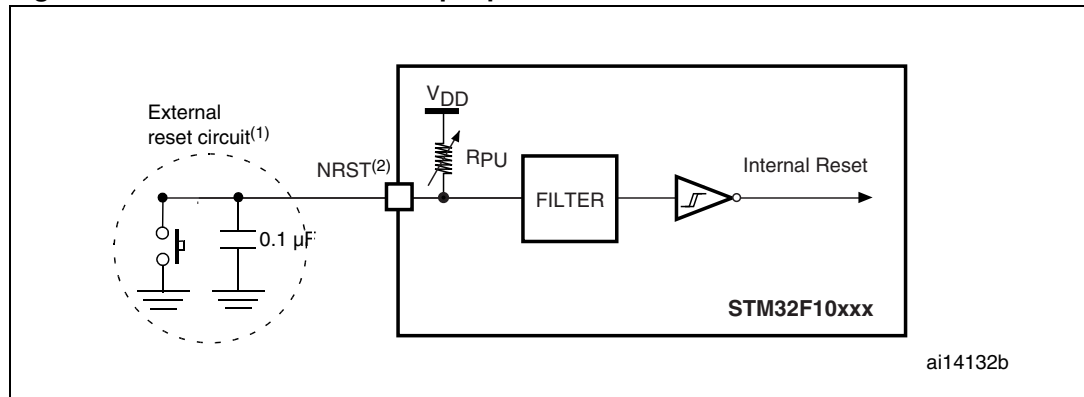 VDD
External
reset circuit(1)
NRST(2)
RPU
Internal Reset
FILTER
0.1 µF
STM32F10xxx
ai14132b